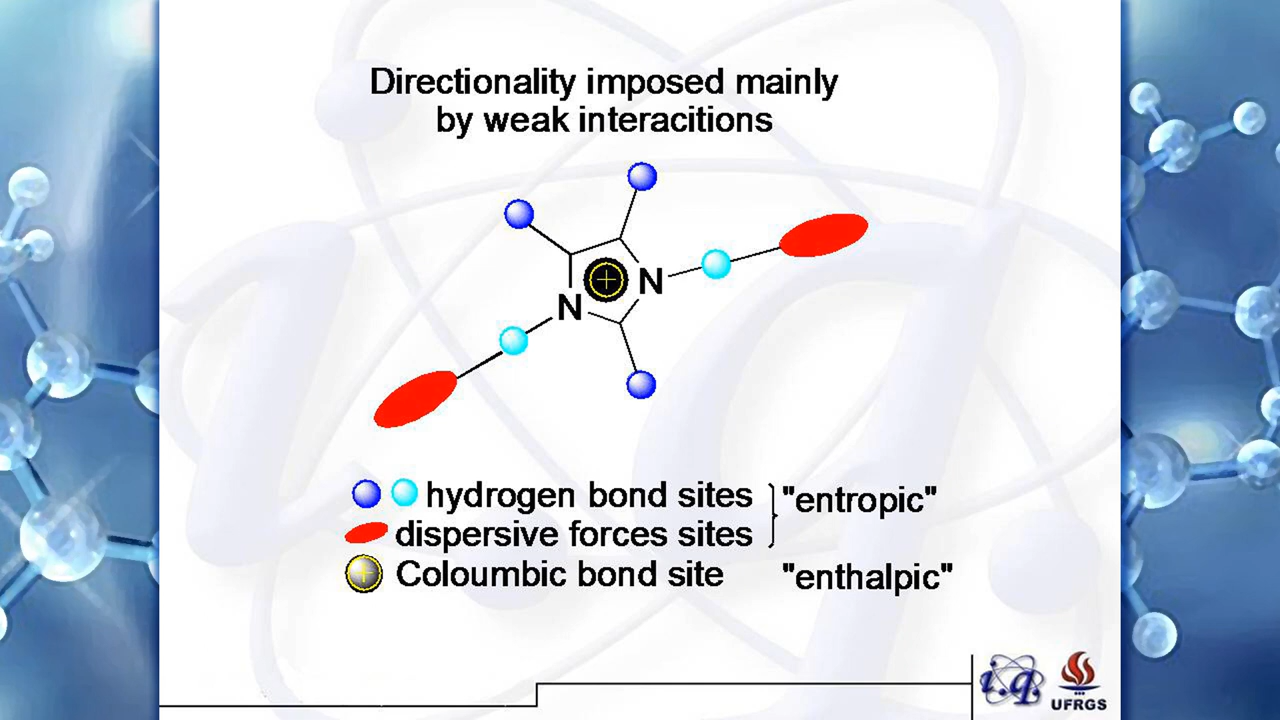 Directionality imposed mainly
by weak interacitions
N
N
hydrogen bond sites "entropic"
dispersive forces sites
Coloumbic bond site "enthalpic"
i.q. UFRGS